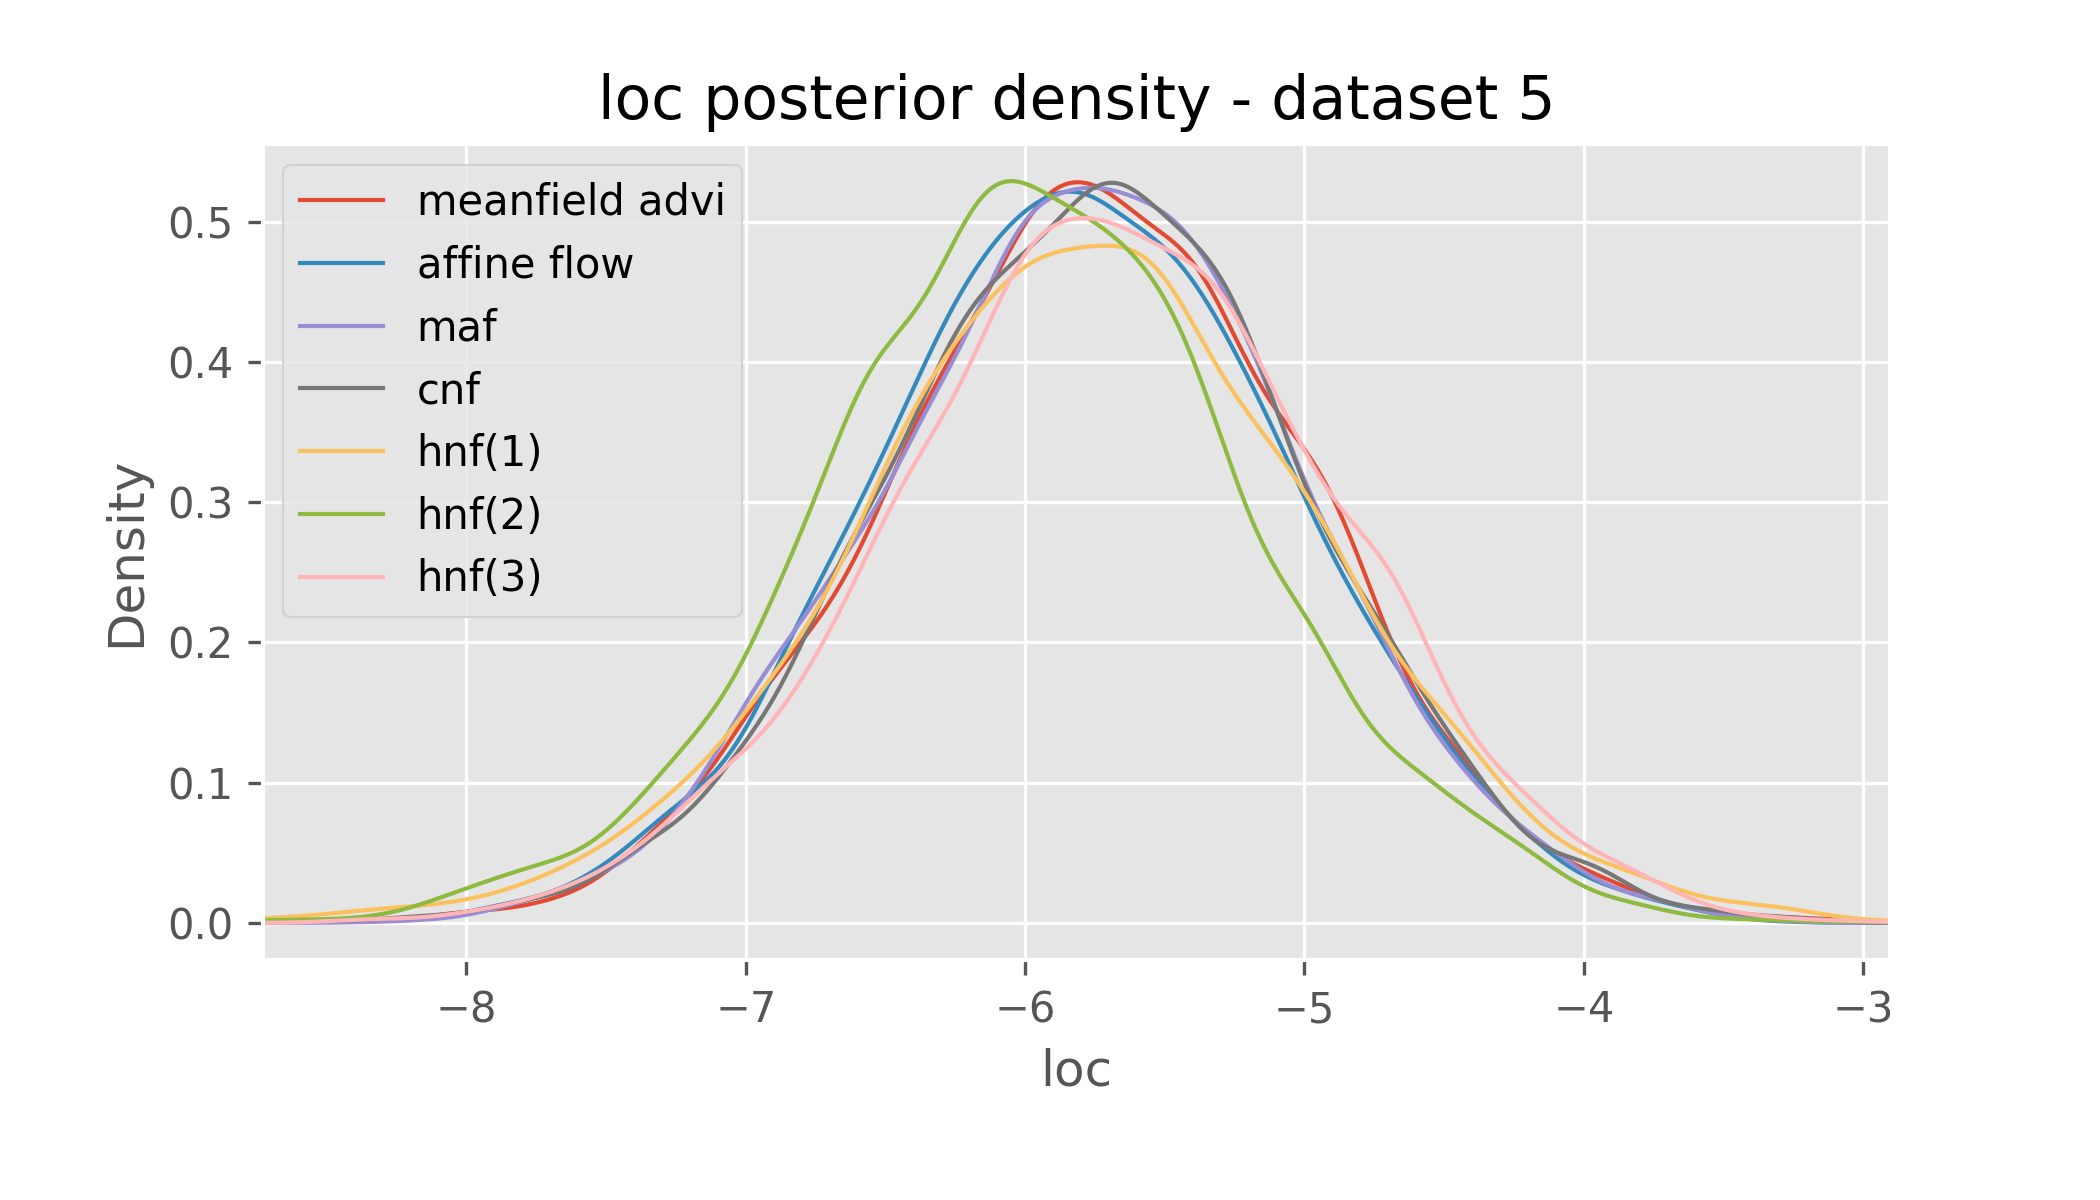 loc posterior density - dataset 5
meanfield advi
affine flow
maf
cnf
hnf(1)
hnf(2)
hnf(3)
Density
0.5
0.4
0.3
0.2
0.1
0.0
−8 −7 −6 −5 −4 −3
loc